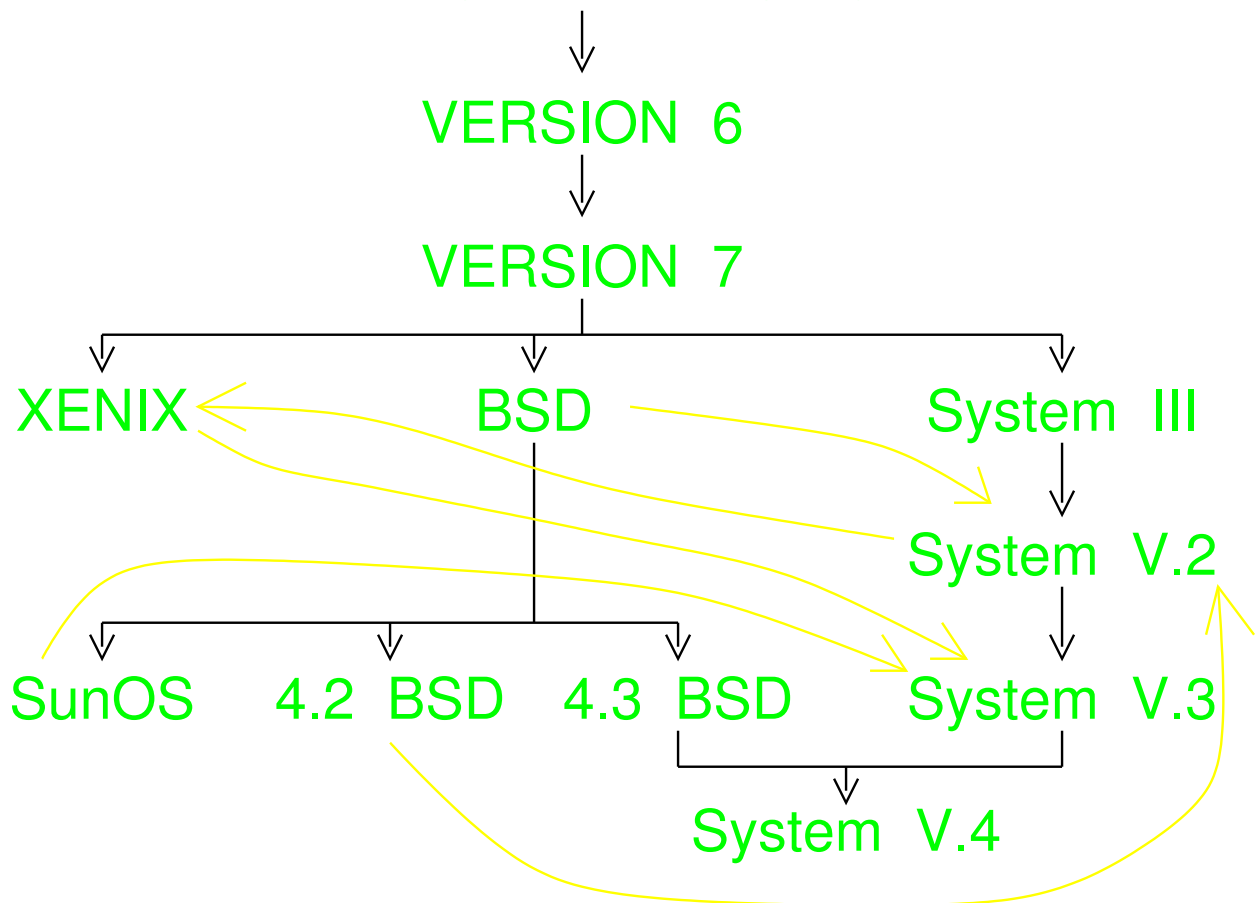 VERSION 6
VERSION 7
XENIX BSD System III
System V.2
SunOS 4.2 BSD 4.3 BSD System V.3
System V.4